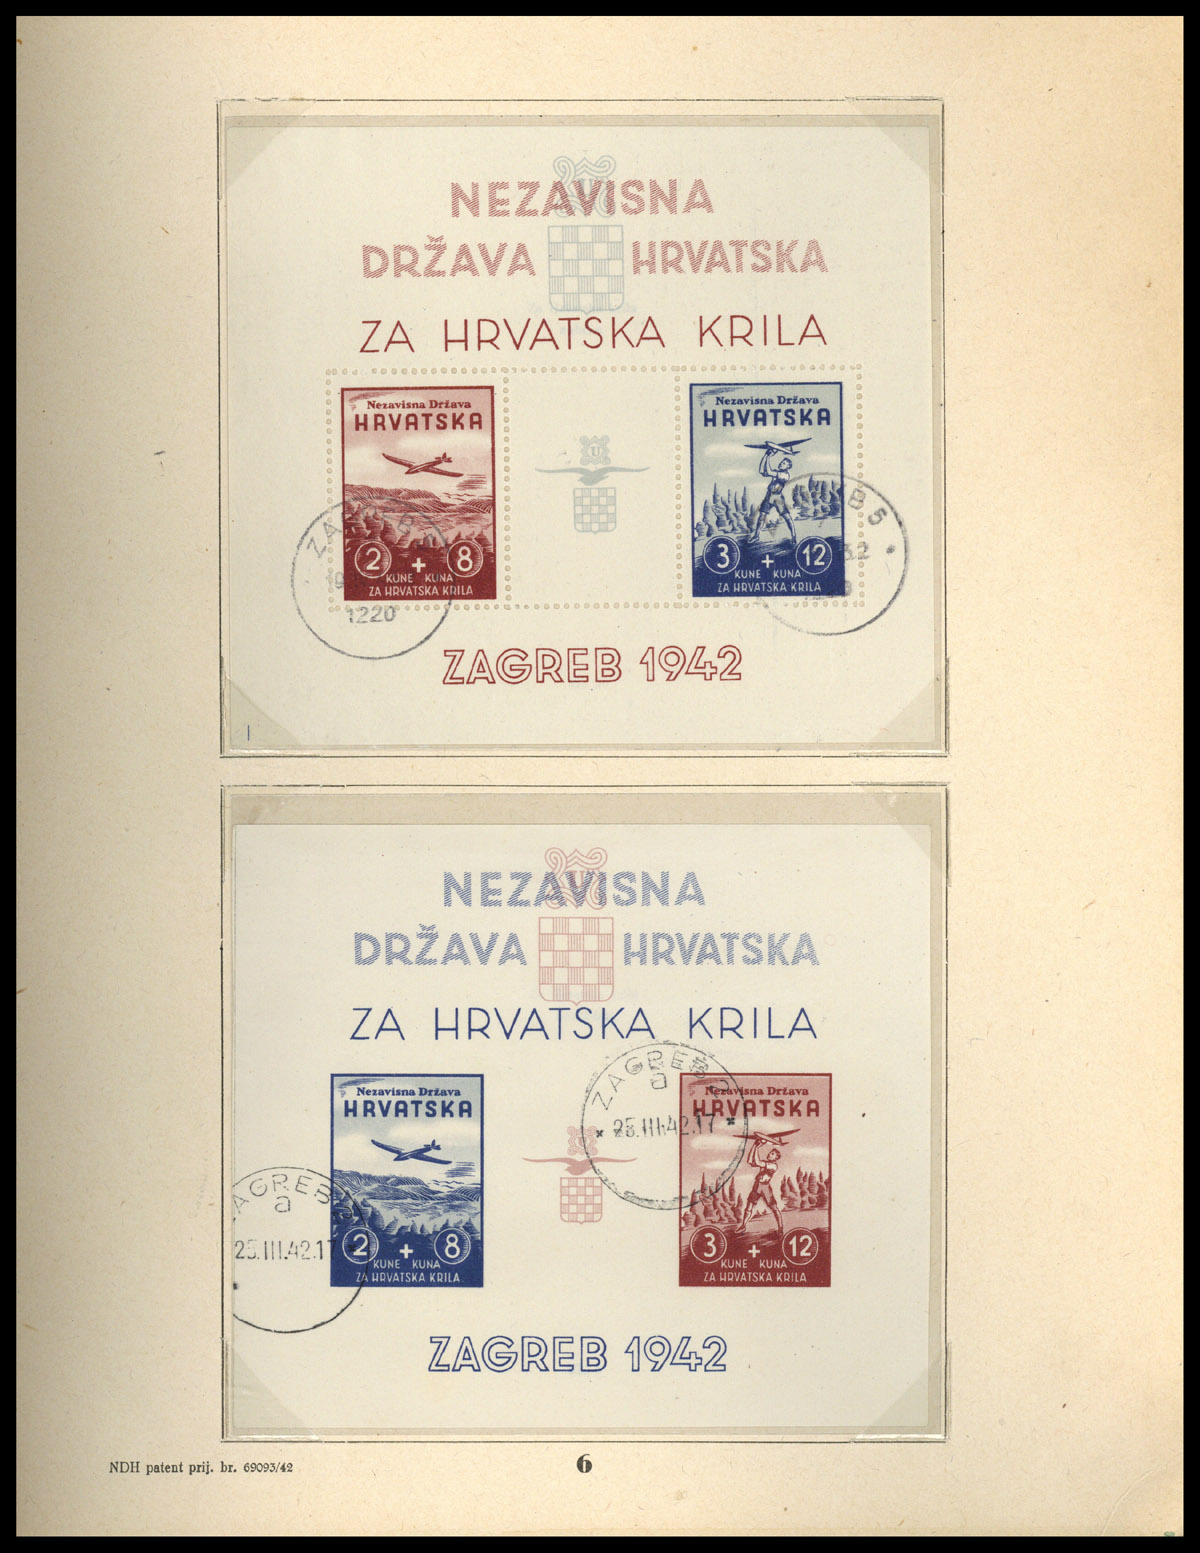 NEZAVISNA
DRŽAVA HRVATSKA
ZA HRVATSKA KRILA
Nezavisna Država
HRVATSKA
2 + 8
KUNE KUNA
ZA HRVATSKA KRILA
U
Nezavisna Država
HRVATSKA
3 + 12
KUNE KUNA
ZA HRVATSKA KRILA
ZAGREB
1220
ZAGREB 1942
NEZAVISNA
DRŽAVA HRVATSKA
ZA HRVATSKA KRILA
Nezavisna Država
HRVATSKA
2 + 8
KUNE KUNA
ZA HRVATSKA KRILA
Nezavisna Država
HRVATSKA
3 + 12
KUNE KUNA
ZA HRVATSKA KRILA
ZAGREB
a
25.III.42.17
AGREB
a
25.III.42.17
ZAGREB 1942
NDH patent prij. br. 69093/42
6